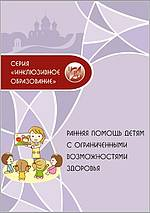 СЕРИЯ
«ИНКЛЮЗИВНОЕ
ОБРАЗОВАНИЕ»
РАННЯЯ ПОМОЩЬ ДЕТЯМ
С ОГРАНИЧЕННЫМИ
ВОЗМОЖНОСТЯМИ
ЗДОРОВЬЯ